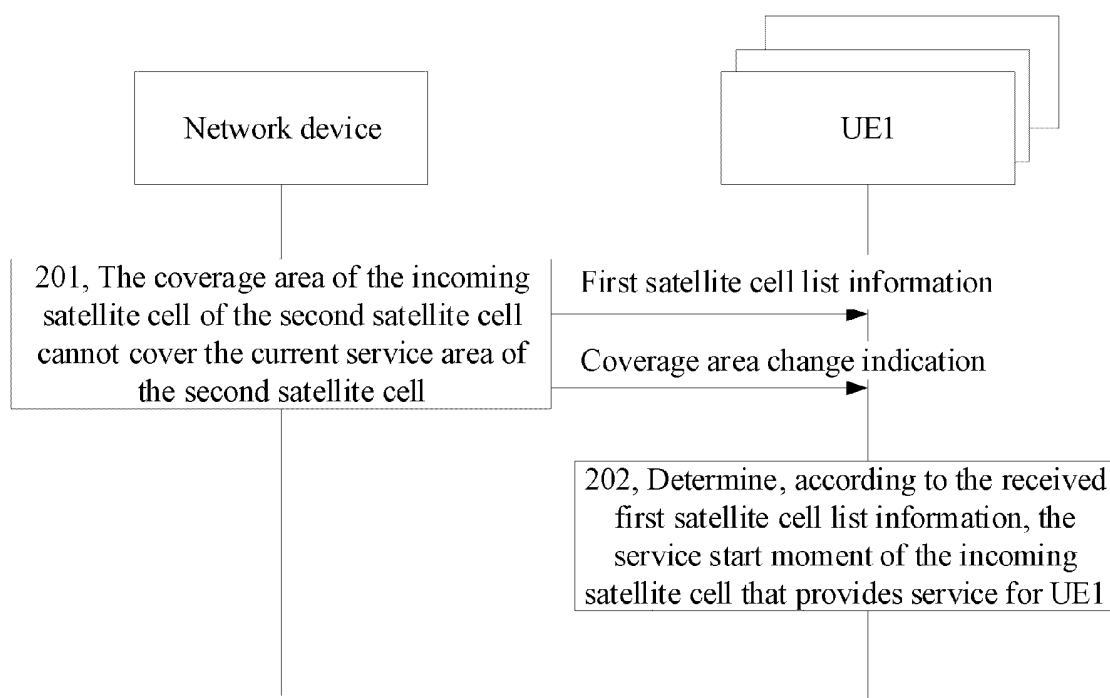 Network device
UE1
201, The coverage area of the incoming
satellite cell of the second satellite cell
cannot cover the current service area of
the second satellite cell
First satellite cell list information
Coverage area change indication
202, Determine, according to the received
first satellite cell list information, the
service start moment of the incoming
satellite cell that provides service for UE1